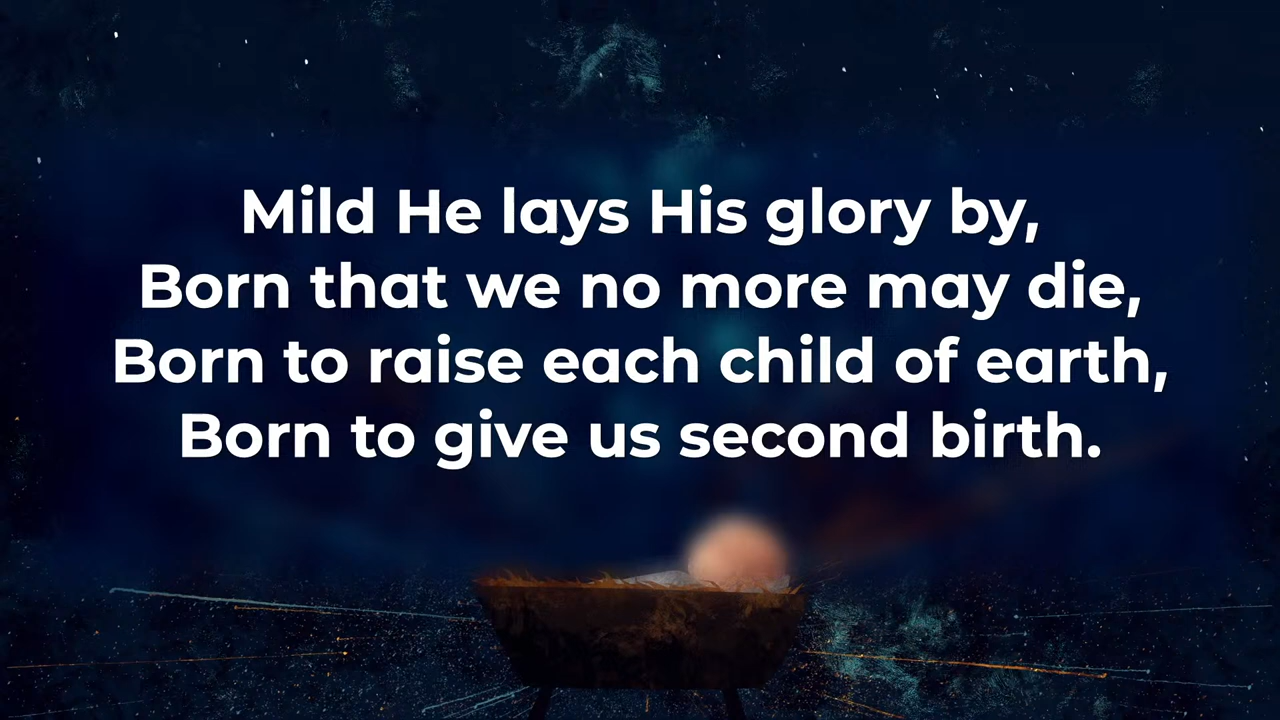 Mild He lays His glory by,
Born that we no more may die,
Born to raise each child of earth,
Born to give us second birth.